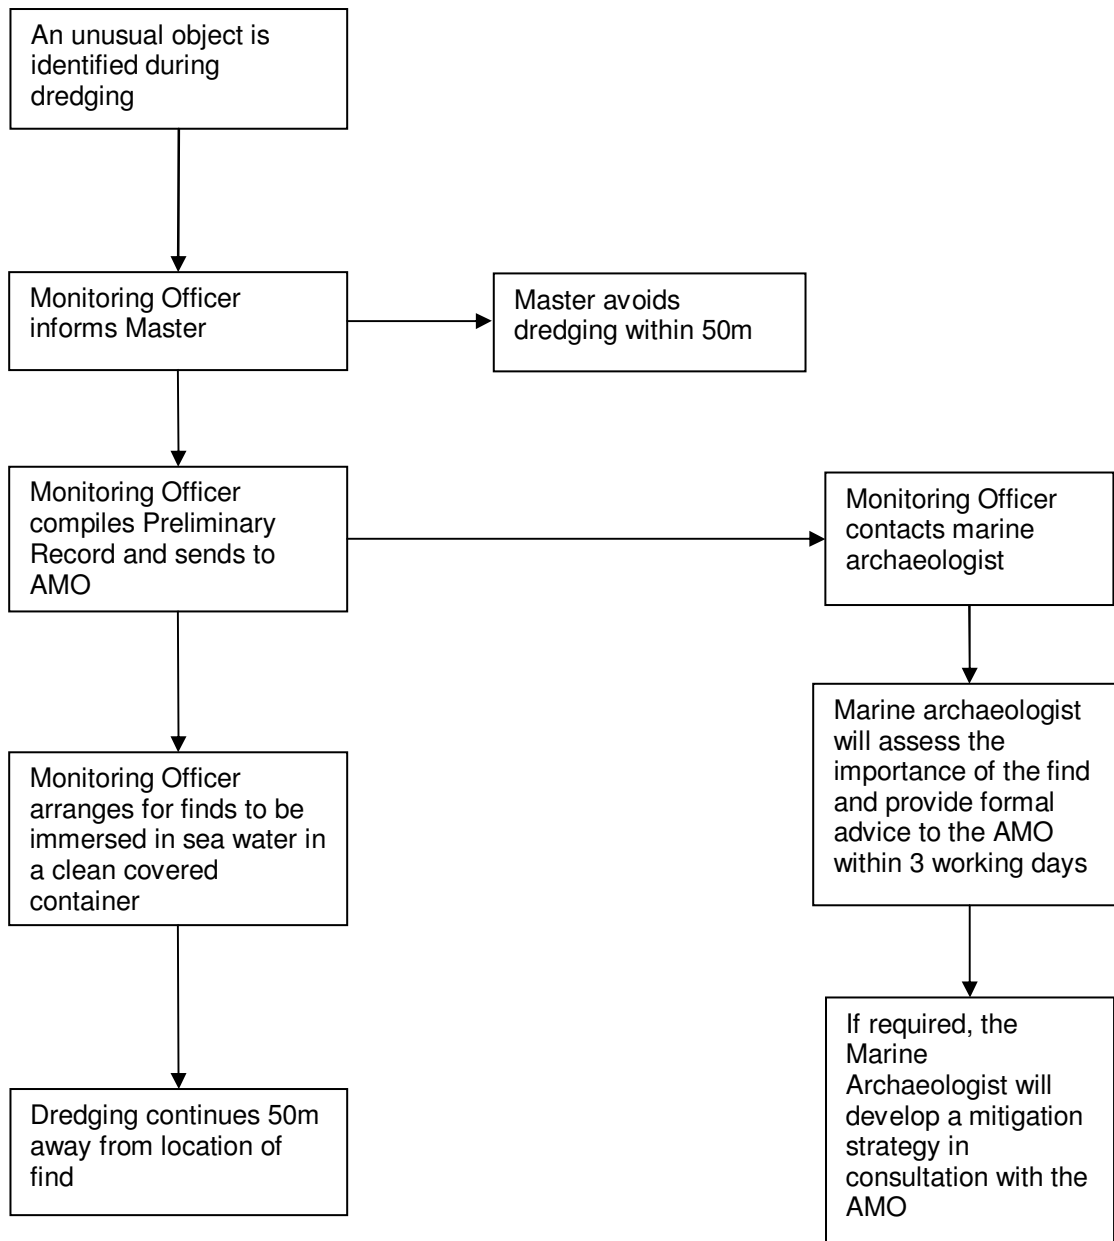 An unusual object is
identified during
dredging
Monitoring Officer
informs Master
Master avoids
dredging within 50m
Monitoring Officer
compiles Preliminary
Record and sends to
AMO
Monitoring Officer
contacts marine
archaeologist
Monitoring Officer
arranges for finds to be
immersed in sea water in
a clean covered
container
Marine archaeologist
will assess the
importance of the find
and provide formal
advice to the AMO
within 3 working days
Dredging continues 50m
away from location of
find
If required, the
Marine
Archaeologist will
develop a mitigation
strategy in
consultation with the
AMO